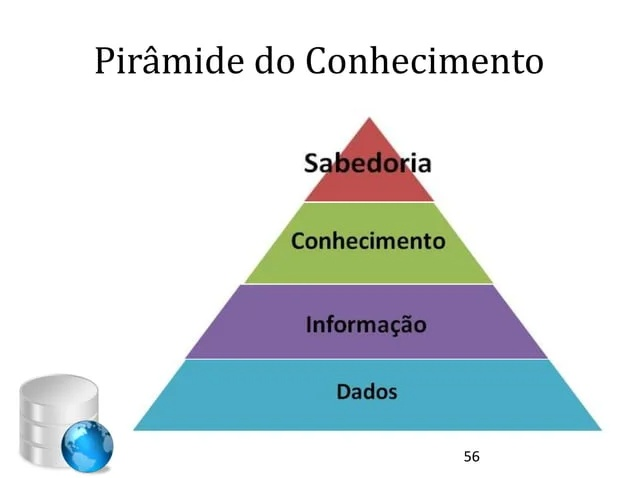 Pirâmide do Conhecimento
Sabedoria
Conhecimento
Informação
Dados
56